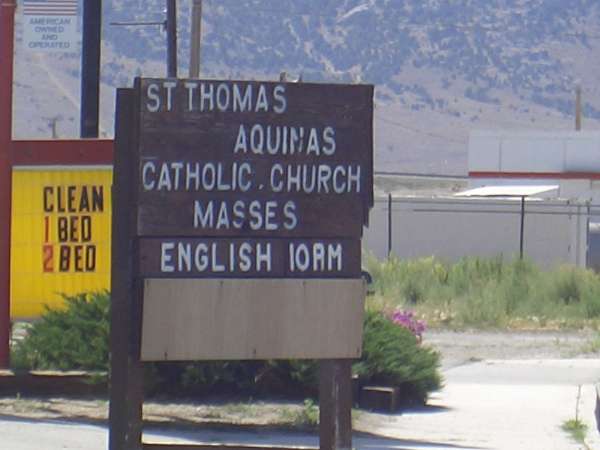 AMERICAN
OWNED
AND
OPERATED
ST THOMAS
AQUINAS
CATHOLIC. CHURCH
MASSES
ENGLISH 10RM
CLEAN
1 BED
2 BED